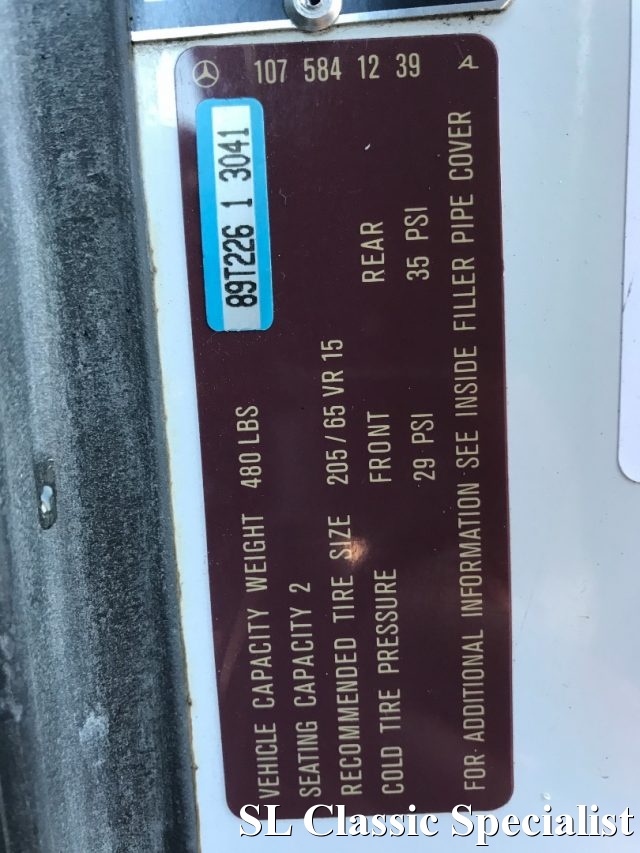 107 584 12 39
89T226 1 3041
VEHICLE CAPACITY WEIGHT 480 LBS
SEATING CAPACITY 2
RECOMMENDED TIRE SIZE 205/65 VR 15
FRONT REAR
COLD TIRE PRESSURE 29 PSI 35 PSI
FOR ADDITIONAL INFORMATION SEE INSIDE FILLER PIPE COVER
SL Classic Specialist